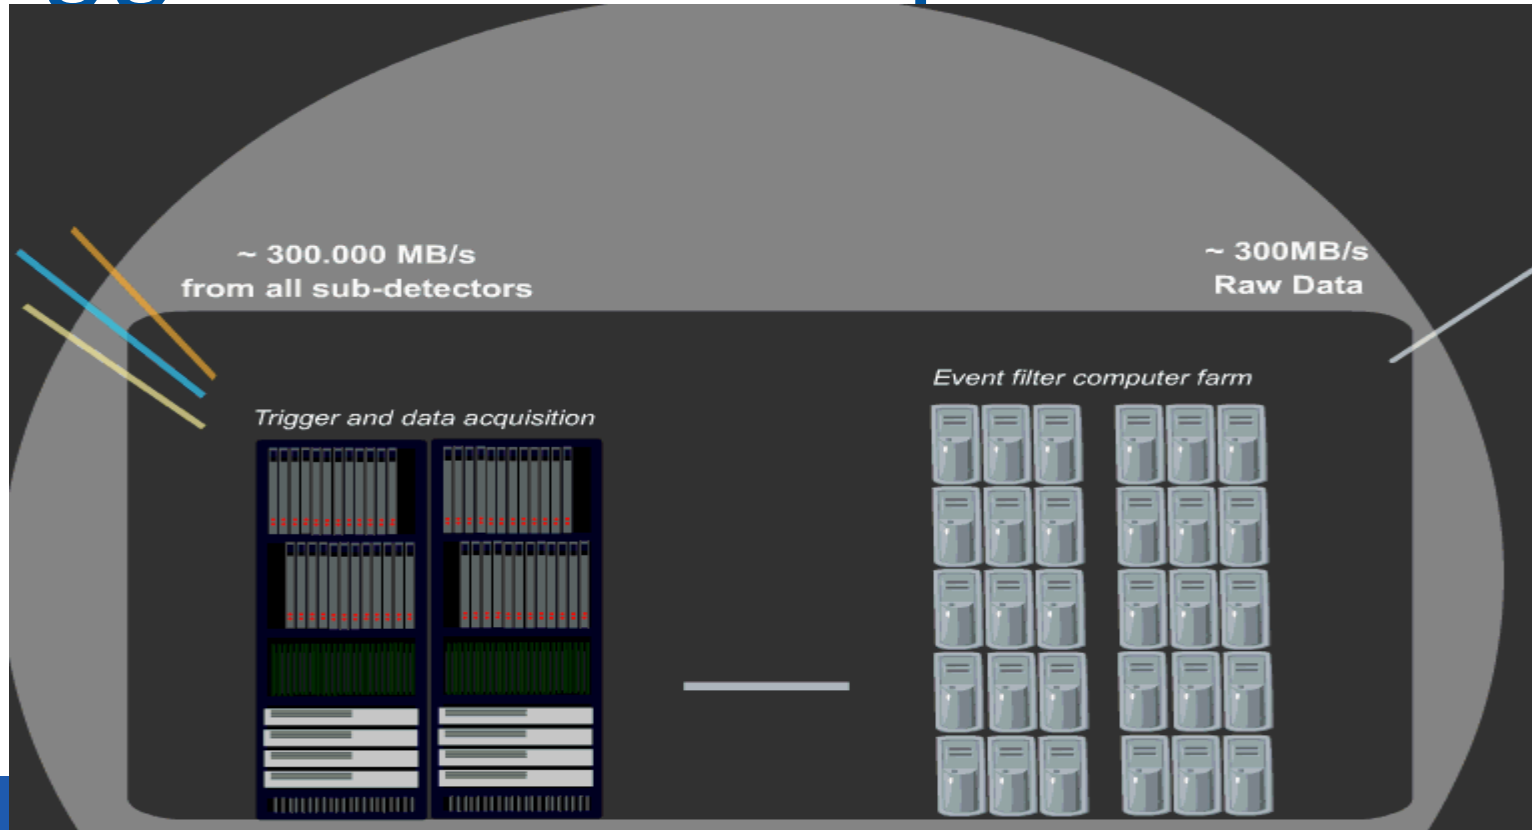 ~ 300.000 MB/s
from all sub-detectors
~ 300MB/s
Raw Data
Event filter computer farm
Trigger and data acquisition